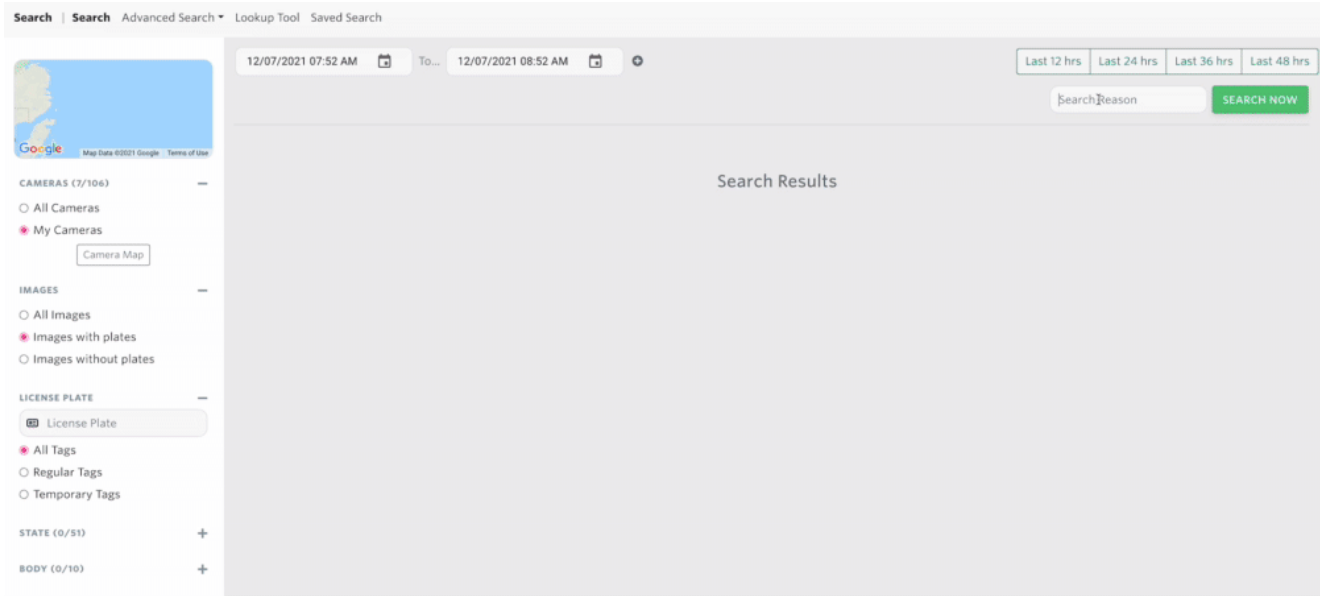 Search | Search Advanced Search Lookup Tool Saved Search
12/07/2021 07:52 AM To... 12/07/2021 08:52 AM Last 12 hrs Last 24 hrs Last 36 hrs Last 48 hrs
Search Reason SEARCH NOW
Google Map Data ©2021 Google Terms of Use
Search Results
CAMERAS (7/106)
All Cameras
My Cameras
Camera Map
IMAGES
All Images
Images with plates
Images without plates
LICENSE PLATE
License Plate
All Tags
Regular Tags
Temporary Tags
STATE (0/51)
BODY (0/10)